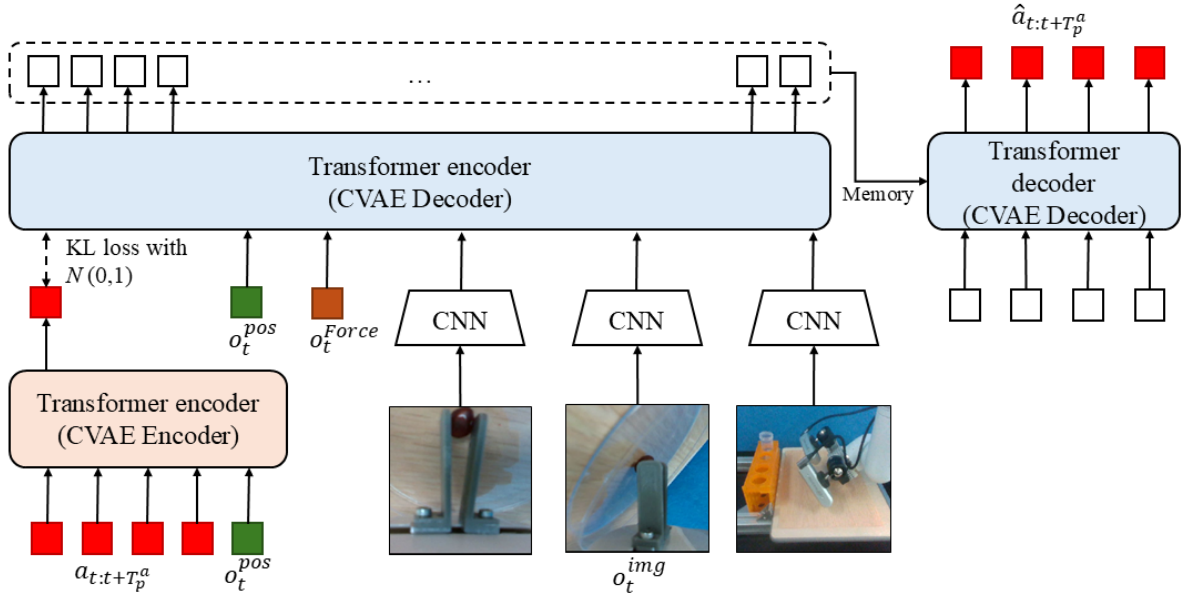 $\hat{a}_{t:t+T_p^a}$
...
Transformer encoder
(CVAE Decoder)
Memory
Transformer
decoder
(CVAE Decoder)
KL loss with
$N(0,1)$
$o_t^{pos}$
$o_t^{Force}$
CNN
CNN
CNN
Transformer encoder
(CVAE Encoder)
$a_{t:t+T_p^a}$
$o_t^{pos}$
$o_t^{img}$